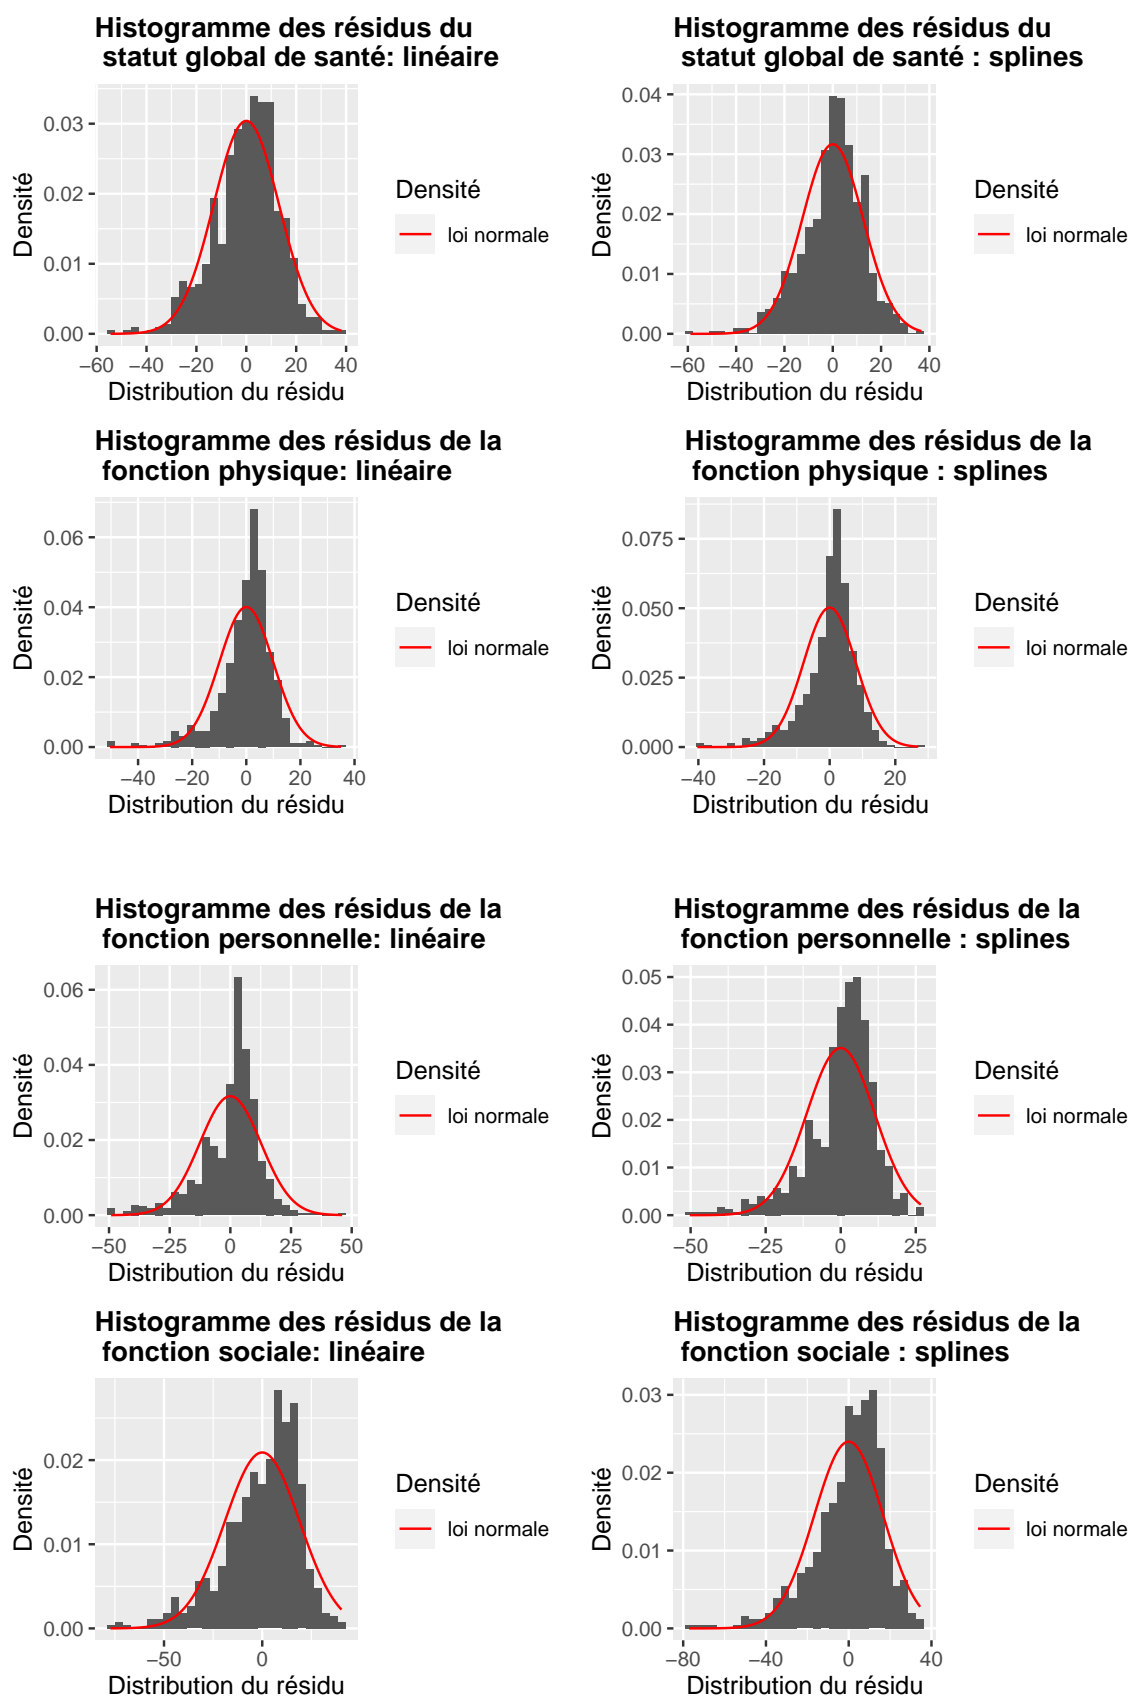 Histogramme des résidus du
statut global de santé: linéaire
Densité
0.03
0.02
0.01
0.00
−60 −40 −20 0 20 40
Distribution du résidu
Densité
loi normale
Histogramme des résidus du
statut global de santé : splines
Densité
0.04
0.03
0.02
0.01
0.00
−60 −40 −20 0 20 40
Distribution du résidu
Densité
loi normale
Histogramme des résidus de la
fonction physique: linéaire
Densité
0.06
0.04
0.02
0.00
−40 −20 0 20 40
Distribution du résidu
Densité
loi normale
Histogramme des résidus de la
fonction physique : splines
Densité
0.075
0.050
0.025
0.000
−40 −20 0 20
Distribution du résidu
Densité
loi normale
Histogramme des résidus de la
fonction personnelle: linéaire
Densité
0.06
0.04
0.02
0.00
−50 −25 0 25 50
Distribution du résidu
Densité
loi normale
Histogramme des résidus de la
fonction personnelle : splines
Densité
0.05
0.04
0.03
0.02
0.01
0.00
−50 −25 0 25
Distribution du résidu
Densité
loi normale
Histogramme des résidus de la
fonction sociale: linéaire
Densité
0.02
0.01
0.00
−50 0
Distribution du résidu
Densité
loi normale
Histogramme des résidus de la
fonction sociale : splines
Densité
0.03
0.02
0.01
0.00
−80 −40 0 40
Distribution du résidu
Densité
loi normale